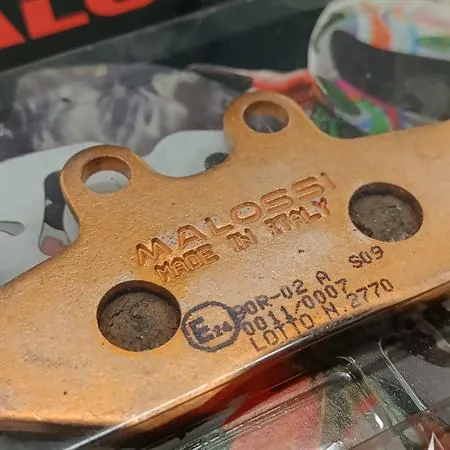 MALOSSI
MADE IN ITALY
E24 90R-02 A S09
0011/0007
LOTTO N. 2770